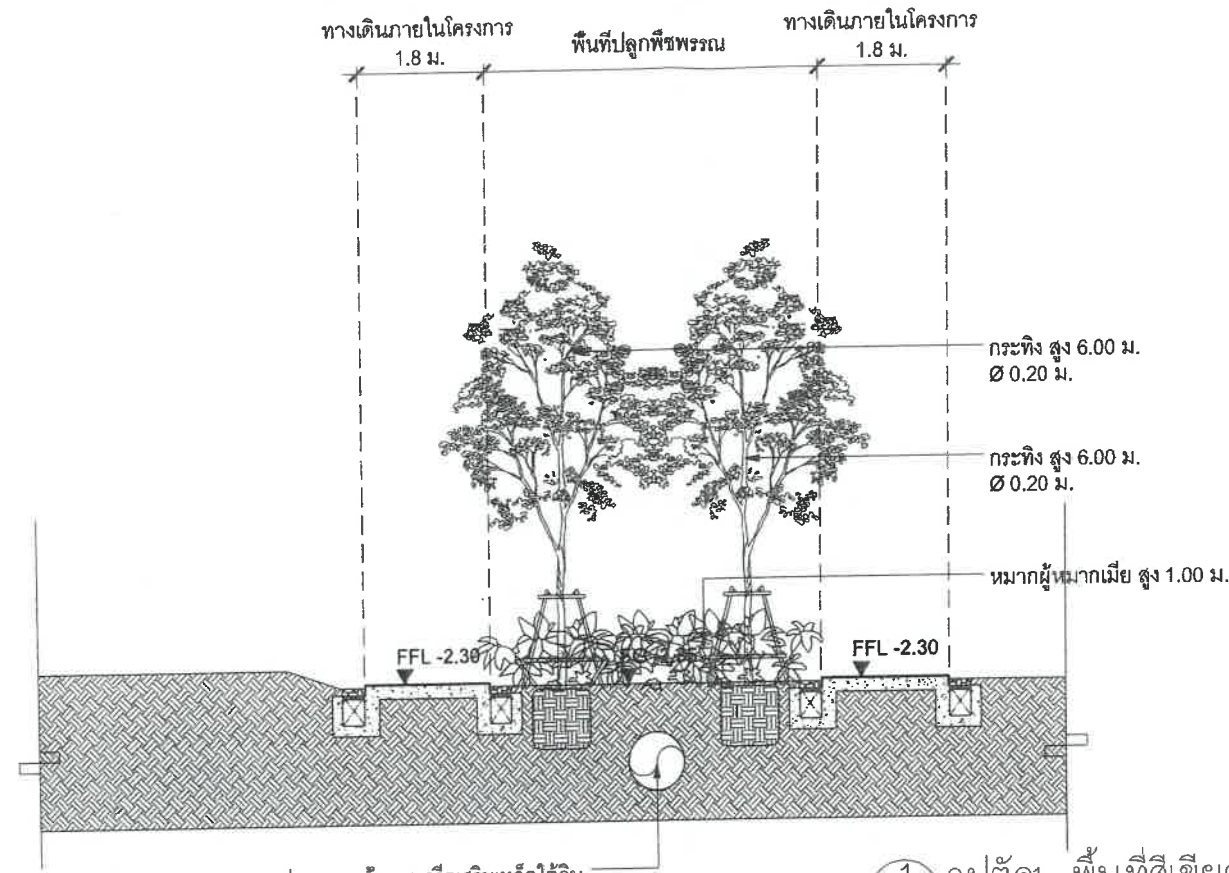 ทางเดินภายในโครงการ
1.8 ม.
พื้นที่ปลูกพืชพรรณ
ทางเดินภายในโครงการ
1.8 ม.
กระทิง สูง 6.00 ม.
Ø 0.20 ม.
กระทิง สูง 6.00 ม.
Ø 0.20 ม.
หมากผู้หมากเมีย สูง 1.00 ม.
FFL -2.30
FFL -2.30
1